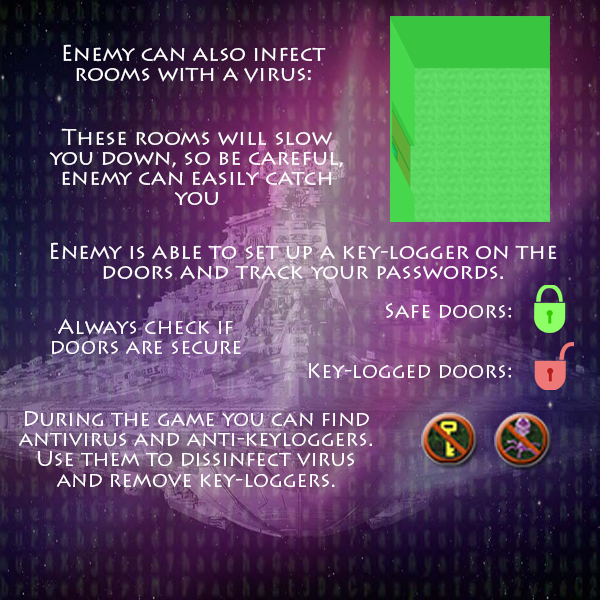 Enemy can also infect
rooms with a virus:
These rooms will slow
you down, so be careful,
enemy can easily catch
you
Enemy is able to set up a key-logger on the
doors and track your passwords.
Safe doors:
Always check if
doors are secure
Key-logged doors:
During the game you can find
antivirus and anti-keyloggers.
Use them to dissinfect virus
and remove key-loggers.